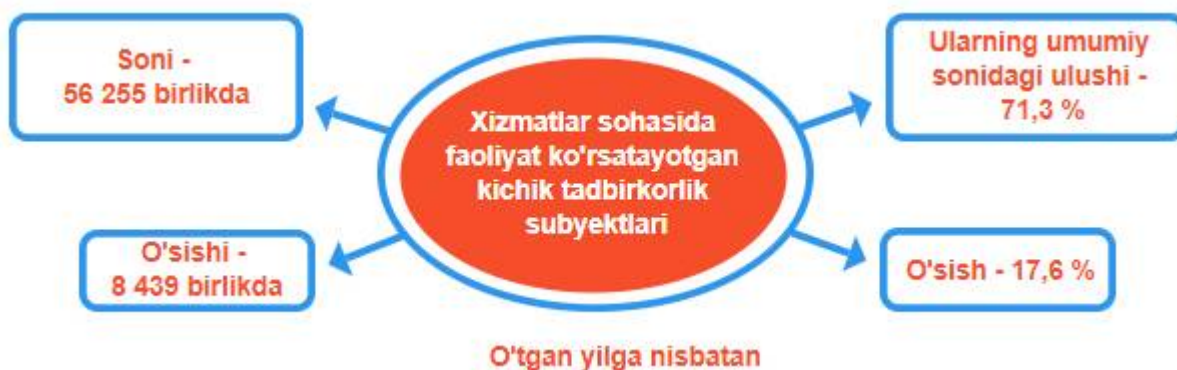 Soni -
56 255 birlikda
Ularning umumiy
sonidagi ulushi -
71,3 %
Xizmatlar sohasida
faoliyat ko'rsatayotgan
kichik tadbirkorlik
subyektlari
O'sishi -
8 439 birlikda
O'sish - 17,6 %
O'tgan yilga nisbatan